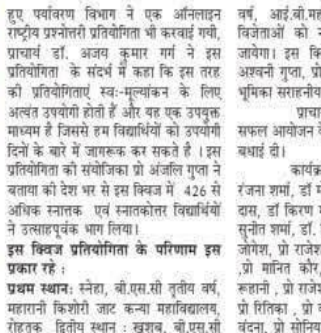 हुए पर्यावरण विभाग ने एक ऑनलाइन
राष्ट्रीय प्रश्नोत्तरी प्रतियोगिता भी करवाई गयी,
प्राचार्य डॉ. अजय कुमार गर्ग ने इस
प्रतियोगिता के संदर्भ में कहा कि इस तरह
की प्रतियोगिताएं स्वः-मूल्यांकन के लिए
अत्यंत उपयोगी होती हैं और यह एक उपयुक्त
माध्यम है जिससे हम विद्यार्थियों को उपयोगी
दिनों के बारे में जागरूक कर सकते है । इस
प्रतियोगिता की संयोजिका प्रो अंजलि गुप्ता ने
बताया की देश भर से इस क्विज में 426 से
अधिक स्नातक एवं स्नातकोत्तर विद्यार्थियों
ने उत्साहपूर्वक भाग लिया।
इस क्विज प्रतियोगिता के परिणाम इस
प्रकार रहे :
प्रथम स्थान: स्नेहा, बी.एस.सी तृतीय वर्ष,
महारानी किशोरी जाट कन्या महाविद्यालय,
रोहतक द्वितीय स्थान : खुशबू, बी.एस.सी
वर्ष, आई.बी.मह
विजेताओं को
जायेगा। इस कि
अश्वनी गुप्ता, प्रो
भूमिका सराहनीय
प्राचा
सफल आयोजन
बधाई दी।
कार्यक्र
रंजना शर्मा, डॉ
दास, डॉ किरण
सुनीत शर्मा, डॉ.
जोगेश, प्रो राजेश
,प्रो मानित कौर,
रूहानी , प्रो राजे
प्रो रितिका , प्रो
वंदना, प्रो सोनिय